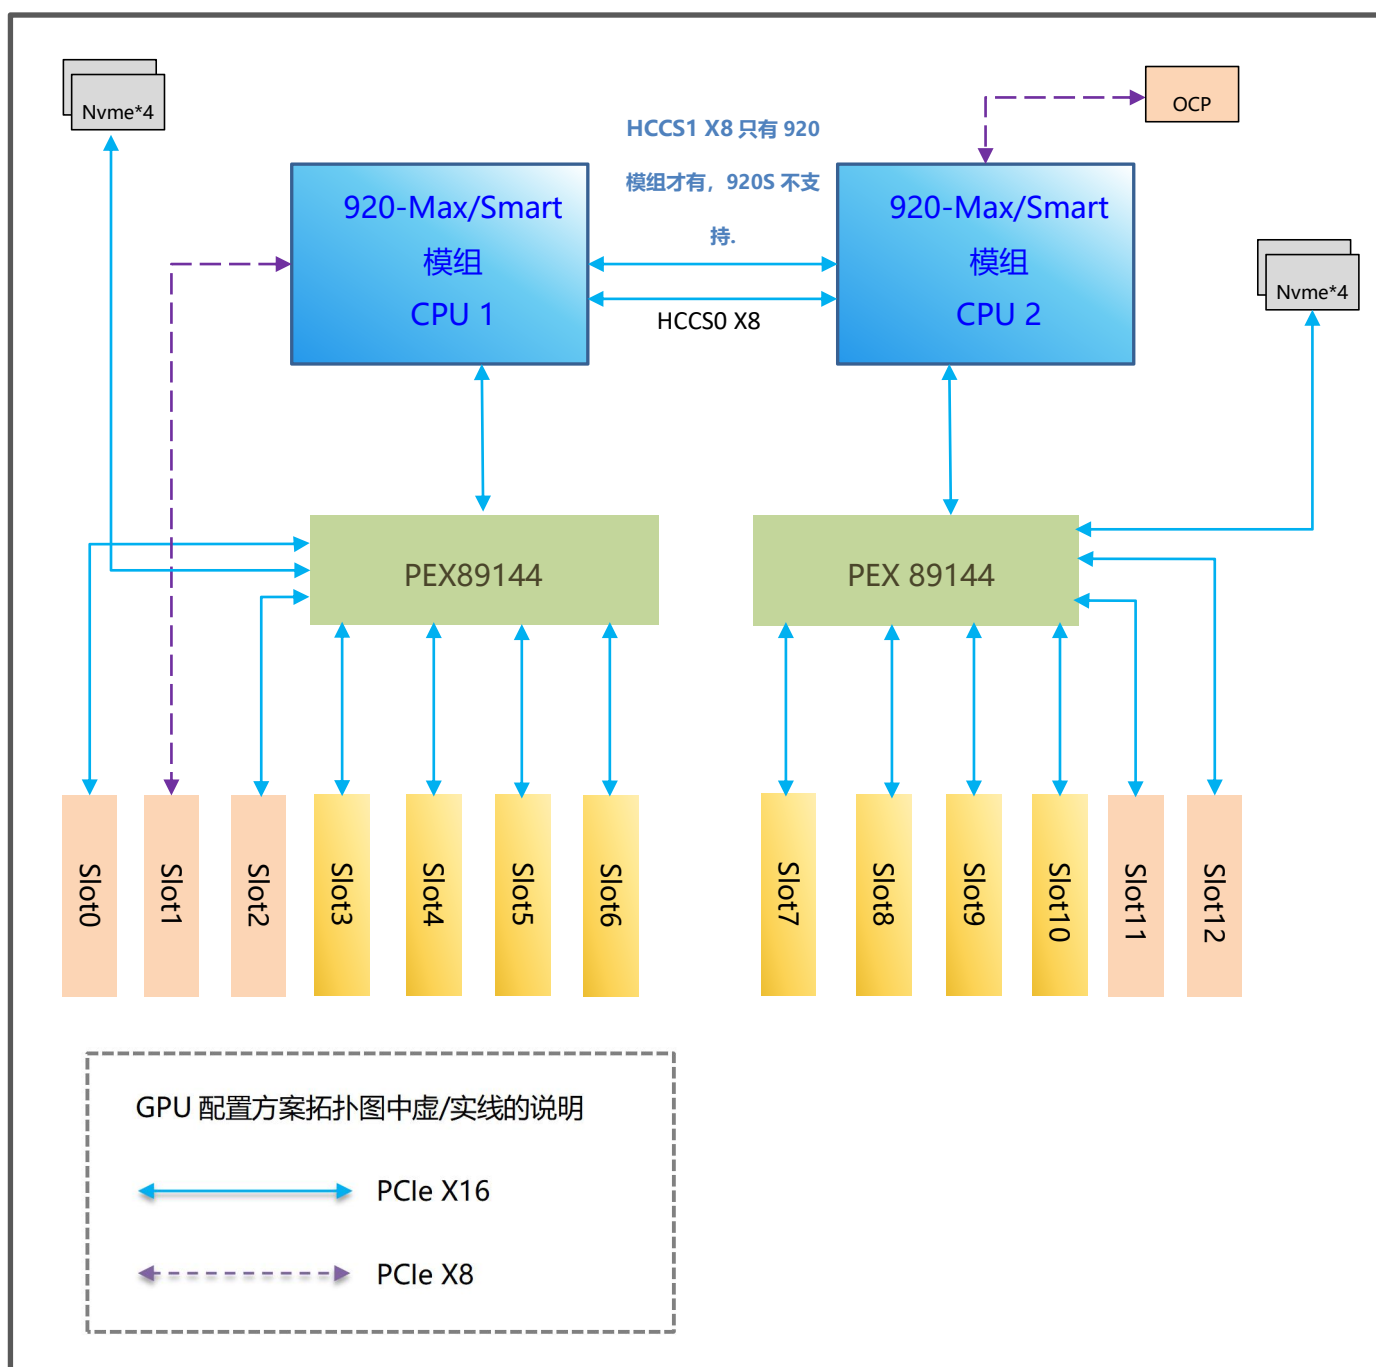 Nvme*4
OCP
HCCS1 X8 只有 920
模组才有，920S 不支
持.
920-Max/Smart
模组
CPU 1
920-Max/Smart
模组
CPU 2
HCCS0 X8
Nvme*4
PEX89144
PEX 89144
Slot0
Slot1
Slot2
Slot3
Slot4
Slot5
Slot6
Slot7
Slot8
Slot9
Slot10
Slot11
Slot12
GPU 配置方案拓扑图中虚/实线的说明
PCIe X16
PCIe X8